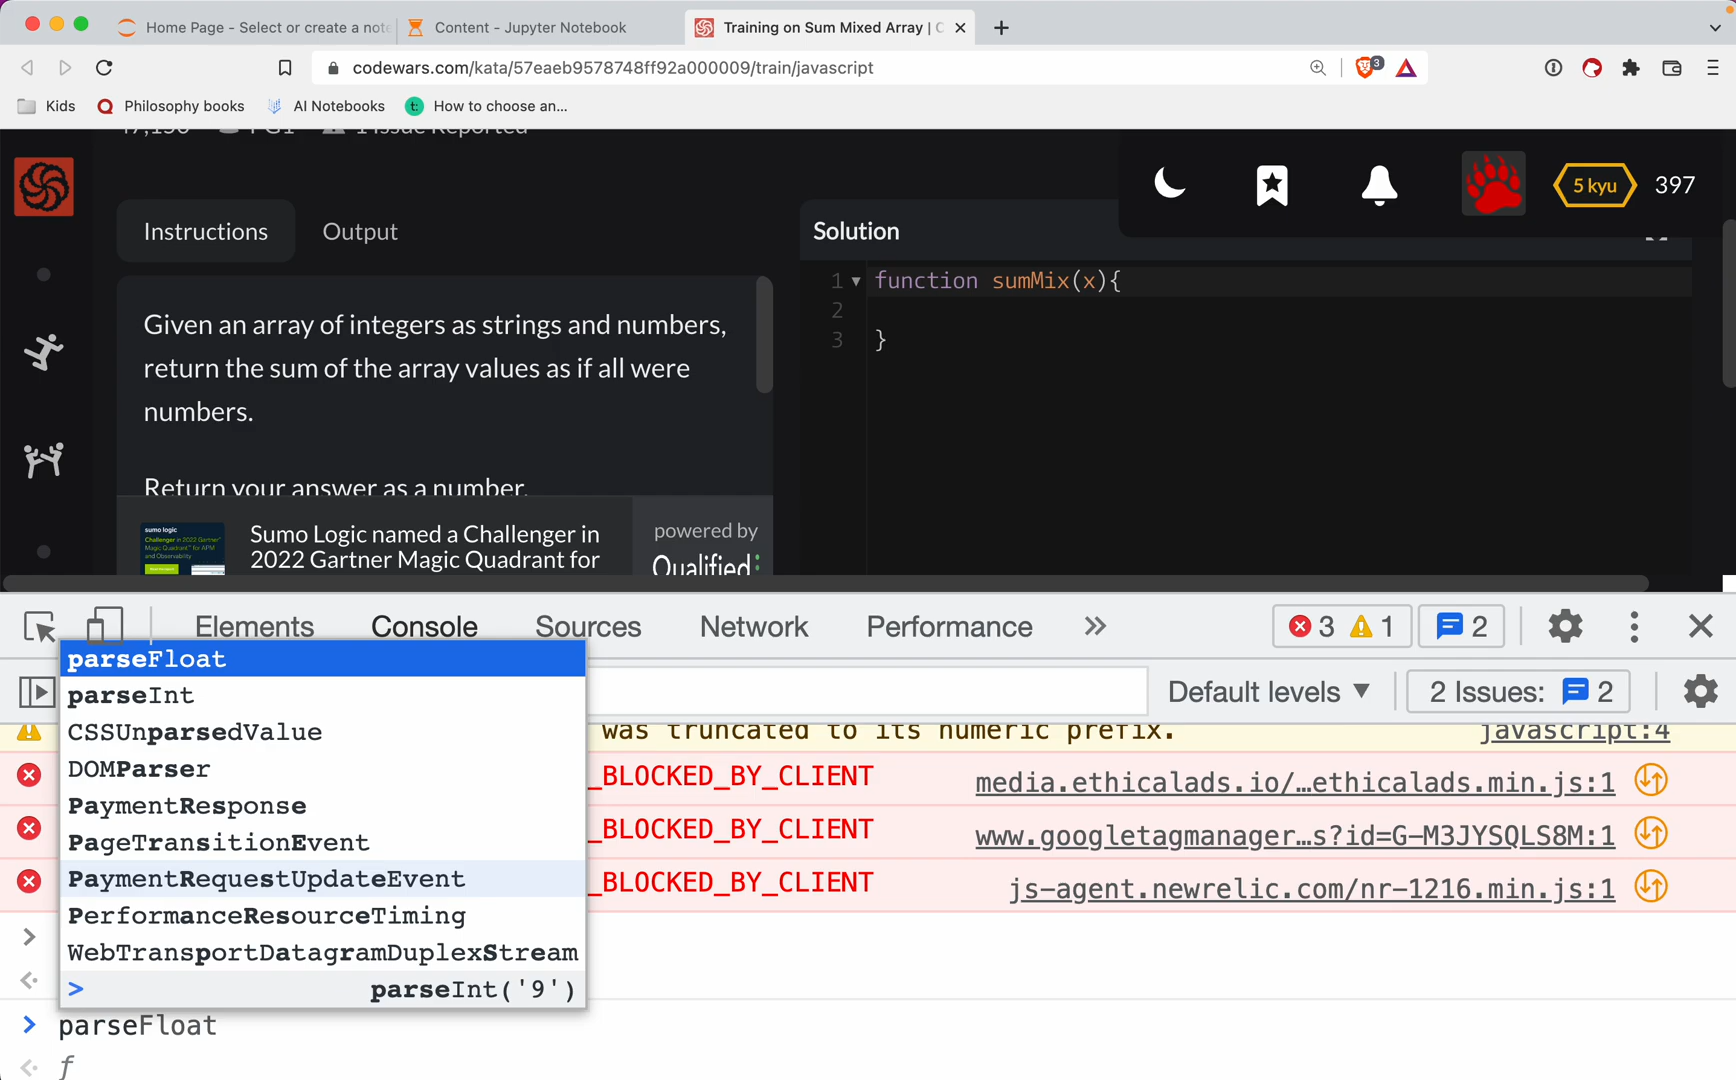 Home Page - Select or create a note
Content - Jupyter Notebook
Training on Sum Mixed Array | C
codewars.com/kata/57eaeb9578748ff92a000009/train/javascript
3
Kids
Philosophy books
AI Notebooks
t:
How to choose an...
1 Issue Reported
5 kyu
397
Instructions
Output
Solution
Given an array of integers as strings and numbers,
return the sum of the array values as if all were
numbers.
Return your answer as a number.
1 function sumMix(x){
2
3 }
sumo logic
Sumo Logic named a Challenger in
2022 Gartner Magic Quadrant for
powered by
Qualified
Elements
Console
Sources
Network
Performance
3
1
2
Default levels
2 Issues:
2
was truncated to its numeric prefix.
javascript:4
_BLOCKED_BY_CLIENT
media.ethicalads.io/…ethicalads.min.js:1
_BLOCKED_BY_CLIENT
www.googletagmanager…s?id=G-M3JYSQLS8M:1
_BLOCKED_BY_CLIENT
js-agent.newrelic.com/nr-1216.min.js:1
parseFloat
parseInt
CSSUnparsedValue
DOMParser
PaymentResponse
PageTransitionEvent
PaymentRequestUpdateEvent
PerformanceResourceTiming
WebTransportDatagramDuplexStream
> parseInt('9')
> parseFloat
f